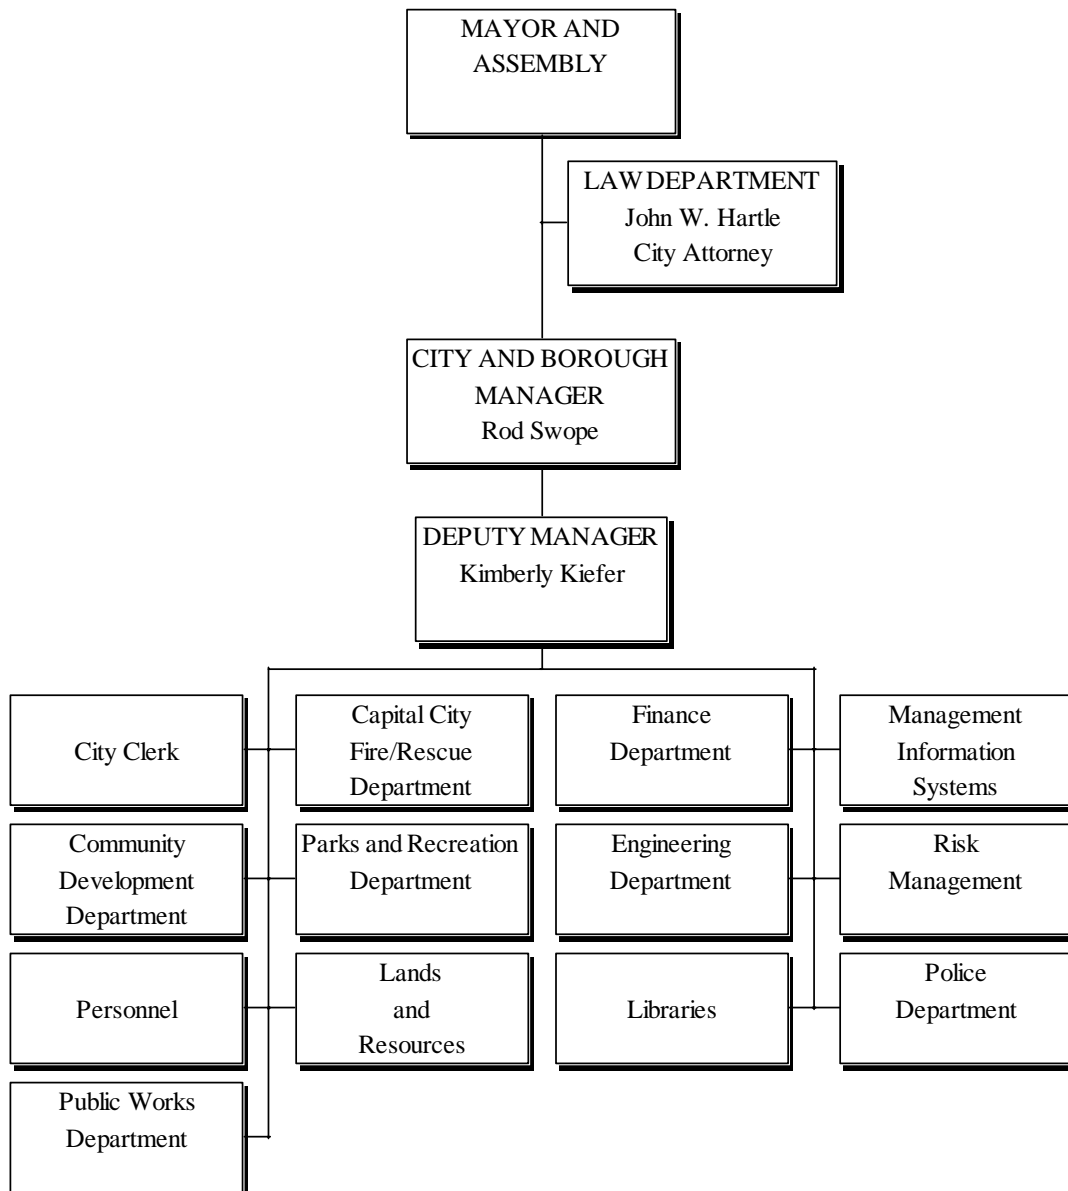 MAYOR AND
ASSEMBLY
LAW DEPARTMENT
John W. Hartle
City Attorney
CITY AND BOROUGH
MANAGER
Rod Swope
DEPUTY MANAGER
Kimberly Kiefer
City Clerk
Capital City
Fire/Rescue
Department
Finance
Department
Management
Information
Systems
Community
Development
Department
Parks and Recreation
Department
Engineering
Department
Risk
Management
Personnel
Lands
and
Resources
Libraries
Police
Department
Public Works
Department